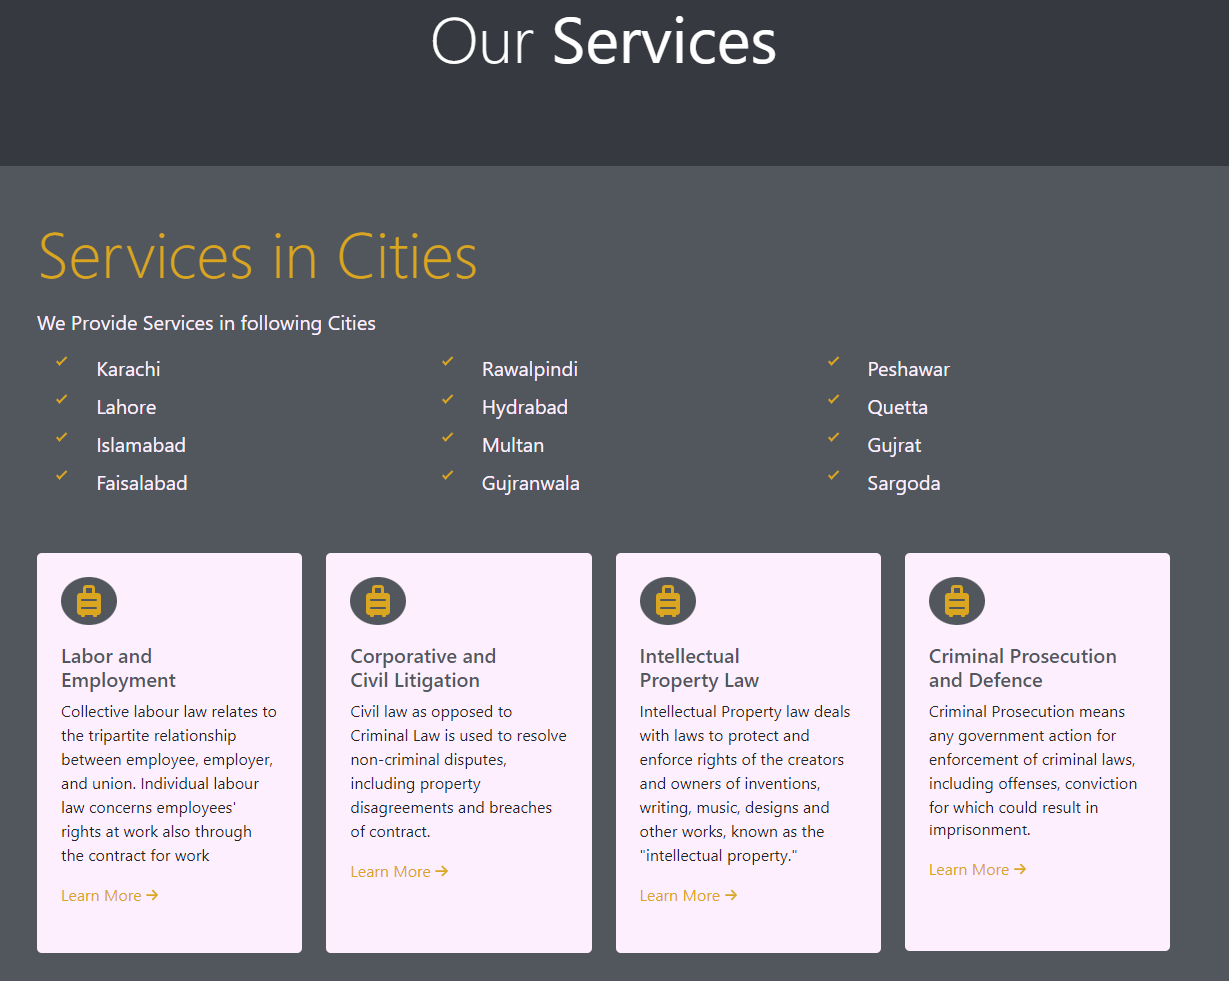 Our Services
Services in Cities
We Provide Services in following Cities
Karachi
Lahore
Islamabad
Faisalabad
Rawalpindi
Hydrabad
Multan
Gujranwala
Peshawar
Quetta
Gujrat
Sargoda
Labor and
Employment
Collective labour law relates to
the tripartite relationship
between employee, employer,
and union. Individual labour
law concerns employees'
rights at work also through
the contract for work
Learn More →
Corporative and
Civil Litigation
Civil law as opposed to
Criminal Law is used to resolve
non-criminal disputes,
including property
disagreements and breaches
of contract.
Learn More →
Intellectual
Property Law
Intellectual Property law deals
with laws to protect and
enforce rights of the creators
and owners of inventions,
writing, music, designs and
other works, known as the
"intellectual property."
Learn More →
Criminal Prosecution
and Defence
Criminal Prosecution means
any government action for
enforcement of criminal laws,
including offenses, conviction
for which could result in
imprisonment.
Learn More →